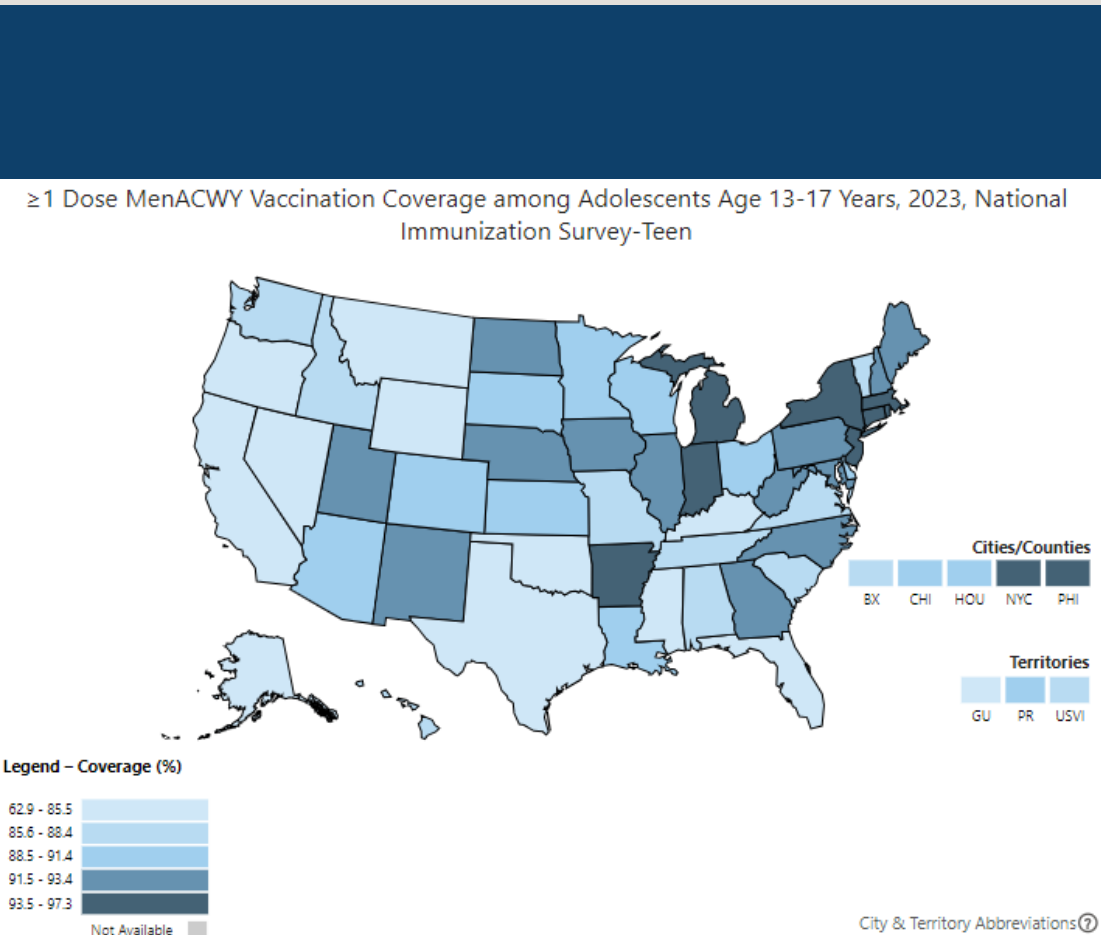 ≥1 Dose MenACWY Vaccination Coverage among Adolescents Age 13-17 Years, 2023, National
Immunization Survey-Teen
Cities/Counties
BX CHI HOU NYC PHI
Territories
GU PR USVI
Legend – Coverage (%)
62.9 - 85.5
85.6 - 88.4
88.5 - 91.4
91.5 - 93.4
93.5 - 97.3
Not Available
City & Territory Abbreviations?